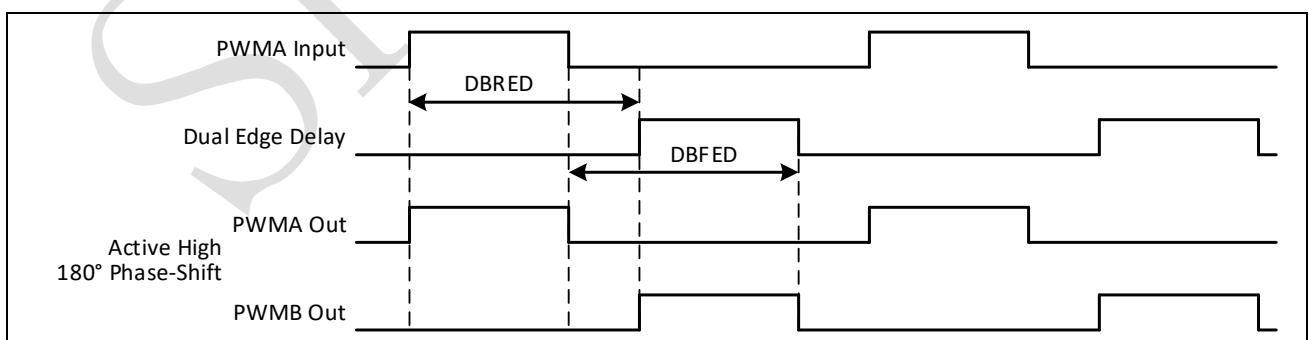 PWMA Input
DBRED
Dual Edge Delay
DBFED
PWMA Out
Active High
180° Phase-Shift
PWMB Out